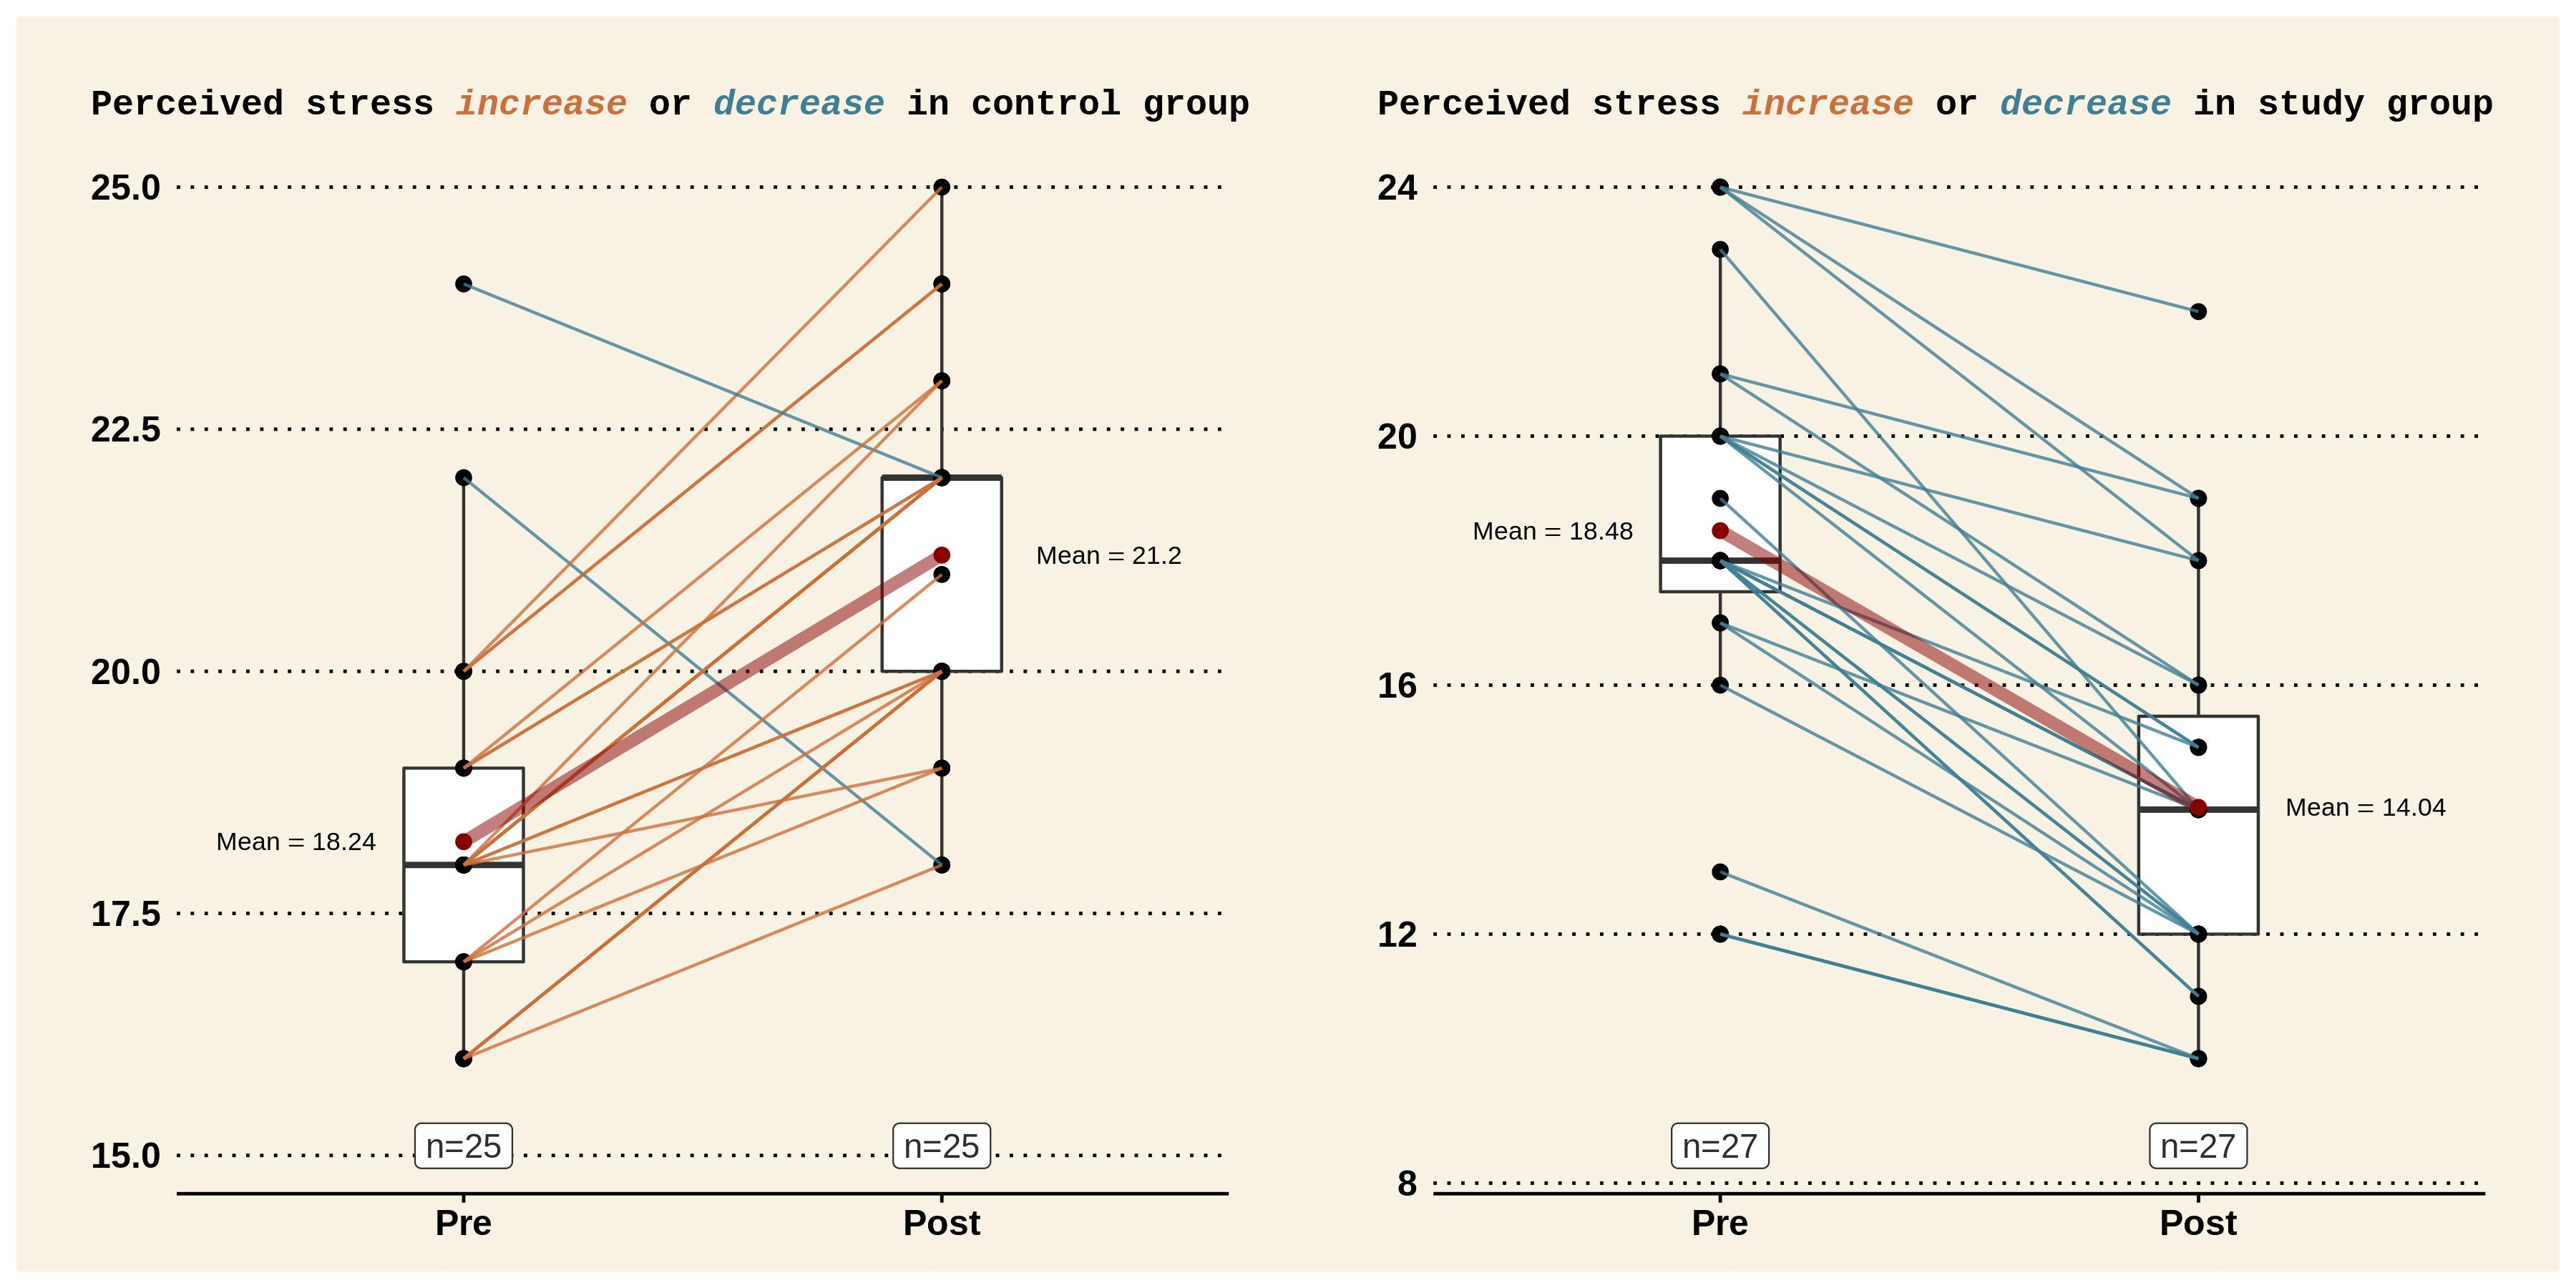 Perceived stress increase or decrease in control group
25.0
22.5
20.0
17.5
15.0
Mean = 18.24
Mean = 21.2
n=25
n=25
Pre
Post
Perceived stress increase or decrease in study group
24
20
16
12
8
Mean = 18.48
Mean = 14.04
n=27
n=27
Pre
Post